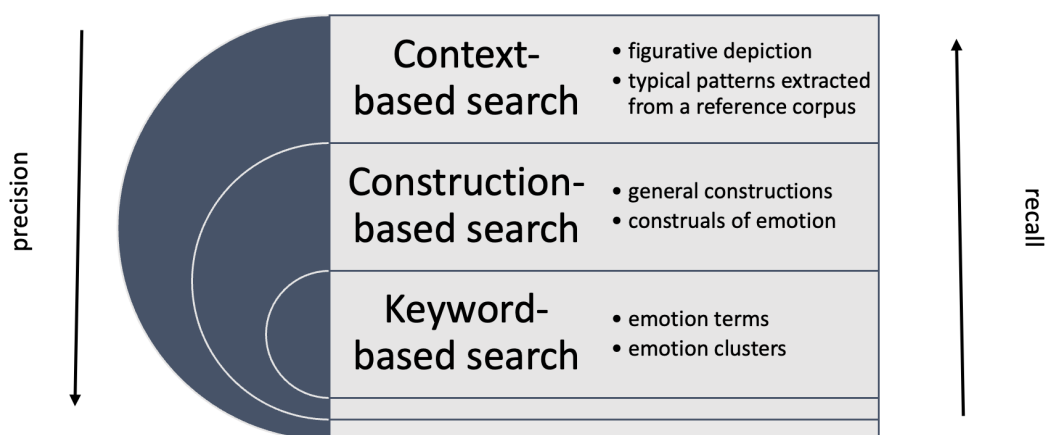 precision
Context-
based search
• figurative depiction
• typical patterns extracted
from a reference corpus
Construction-
based search
• general constructions
• construals of emotion
Keyword-
based search
• emotion terms
• emotion clusters
recall